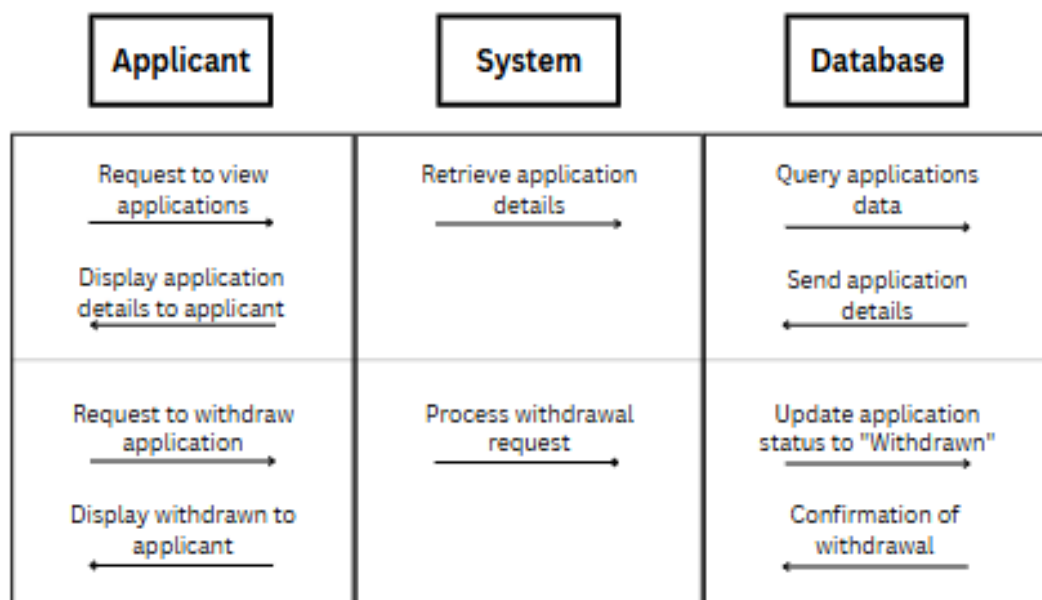 Applicant
System
Database
Request to view
applications
Retrieve application
details
Query applications
data
Display application
details to applicant
Send application
details
Request to withdraw
application
Process withdrawal
request
Update application
status to "Withdrawn"
Display withdrawn to
applicant
Confirmation of
withdrawal